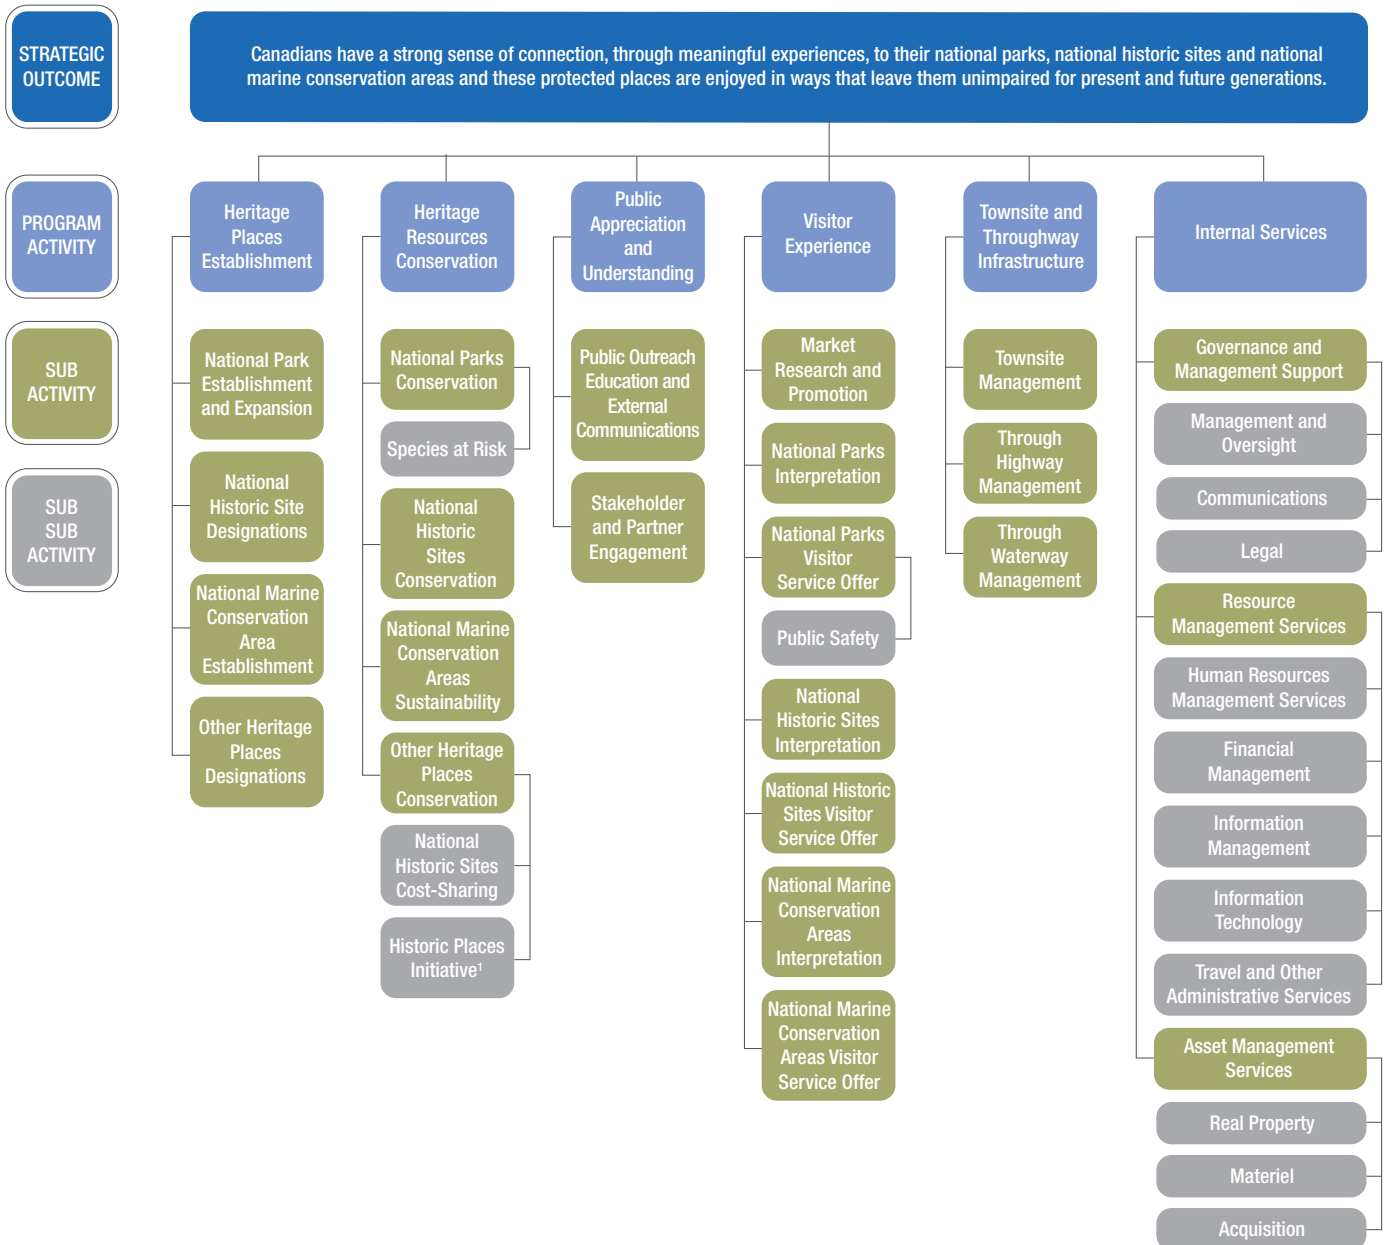 STRATEGIC
OUTCOME
Canadians have a strong sense of connection, through meaningful experiences, to their national parks, national historic sites and national
marine conservation areas and these protected places are enjoyed in ways that leave them unimpaired for present and future generations.
PROGRAM
ACTIVITY
SUB
ACTIVITY
SUB
SUB
ACTIVITY
Heritage
Places
Establishment
National Park
Establishment
and Expansion
National
Historic Site
Designations
National Marine
Conservation
Area
Establishment
Other Heritage
Places
Designations
Heritage
Resources
Conservation
National Parks
Conservation
Species at Risk
National
Historic
Sites
Conservation
National Marine
Conservation
Areas
Sustainability
Other Heritage
Places
Conservation
National
Historic Sites
Cost-Sharing
Historic Places
Initiative¹
Public
Appreciation
and
Understanding
Public Outreach
Education and
External
Communications
Stakeholder
and Partner
Engagement
Visitor
Experience
Market
Research and
Promotion
National Parks
Interpretation
National Parks
Visitor
Service Offer
Public Safety
National
Historic Sites
Interpretation
National Historic
Sites Visitor
Service Offer
National Marine
Conservation
Areas
Interpretation
National Marine
Conservation
Areas Visitor
Service Offer
Townsite and
Throughway
Infrastructure
Townsite
Management
Through
Highway
Management
Through
Waterway
Management
Internal Services
Governance and
Management Support
Management and
Oversight
Communications
Legal
Resource
Management Services
Human Resources
Management Services
Financial
Management
Information
Management
Information
Technology
Travel and Other
Administrative Services
Asset Management
Services
Real Property
Materiel
Acquisition